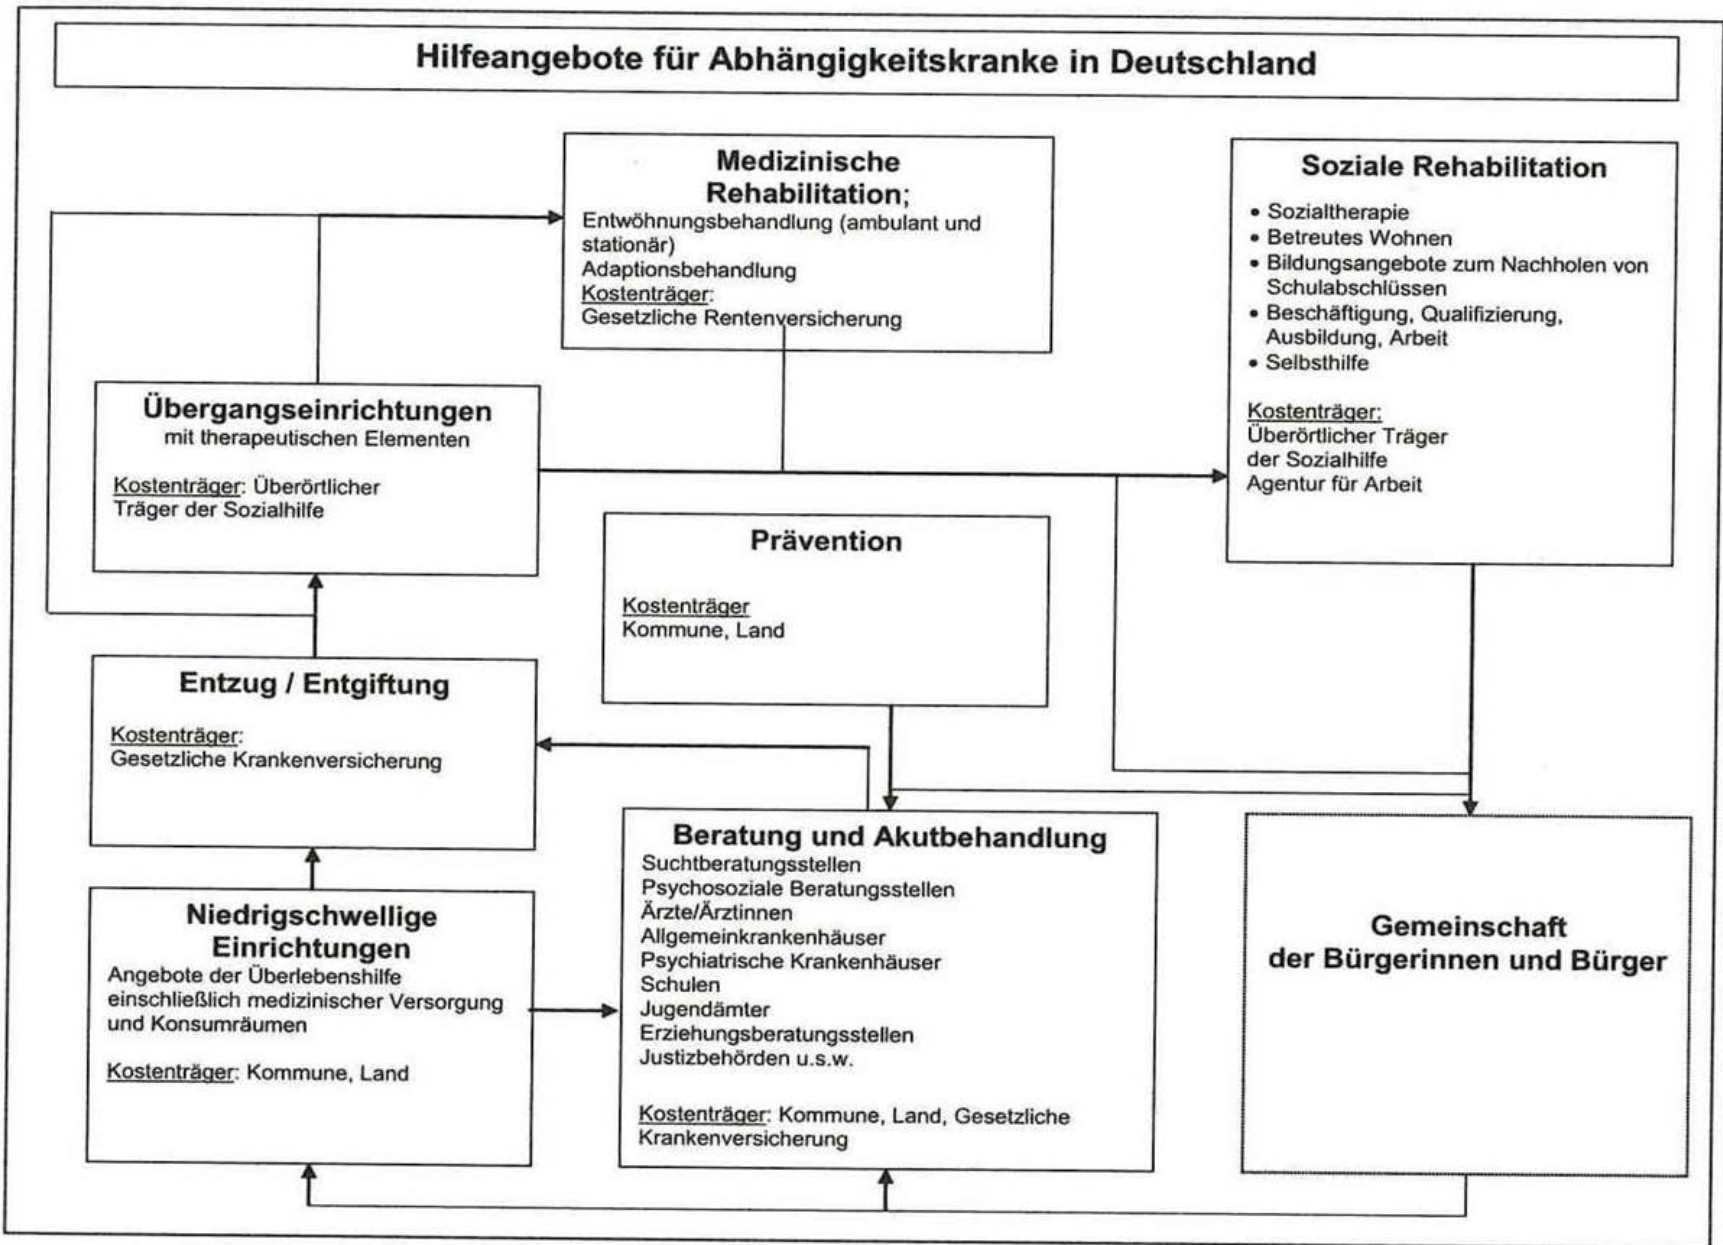 Hilfeangebote für Abhängigkeitskranke in Deutschland
Medizinische
Rehabilitation;
Entwöhnungsbehandlung (ambulant und
stationär)
Adaptionsbehandlung
Kostenträger:
Gesetzliche Rentenversicherung
Soziale Rehabilitation
• Sozialtherapie
• Betreutes Wohnen
• Bildungsangebote zum Nachholen von
Schulabschlüssen
• Beschäftigung, Qualifizierung,
Ausbildung, Arbeit
• Selbsthilfe
Kostenträger:
Überörtlicher Träger
der Sozialhilfe
Agentur für Arbeit
Übergangseinrichtungen
mit therapeutischen Elementen
Kostenträger: Überörtlicher
Träger der Sozialhilfe
Prävention
Kostenträger
Kommune, Land
Entzug / Entgiftung
Kostenträger:
Gesetzliche Krankenversicherung
Niedrigschwellige
Einrichtungen
Angebote der Überlebenshilfe
einschließlich medizinischer Versorgung
und Konsumräumen
Kostenträger: Kommune, Land
Beratung und Akutbehandlung
Suchtberatungsstellen
Psychosoziale Beratungsstellen
Ärzte/Ärztinnen
Allgemeinkrankenhäuser
Psychiatrische Krankenhäuser
Schulen
Jugendämter
Erziehungsberatungsstellen
Justizbehörden u.s.w.
Kostenträger: Kommune, Land, Gesetzliche
Krankenversicherung
Gemeinschaft
der Bürgerinnen und Bürger